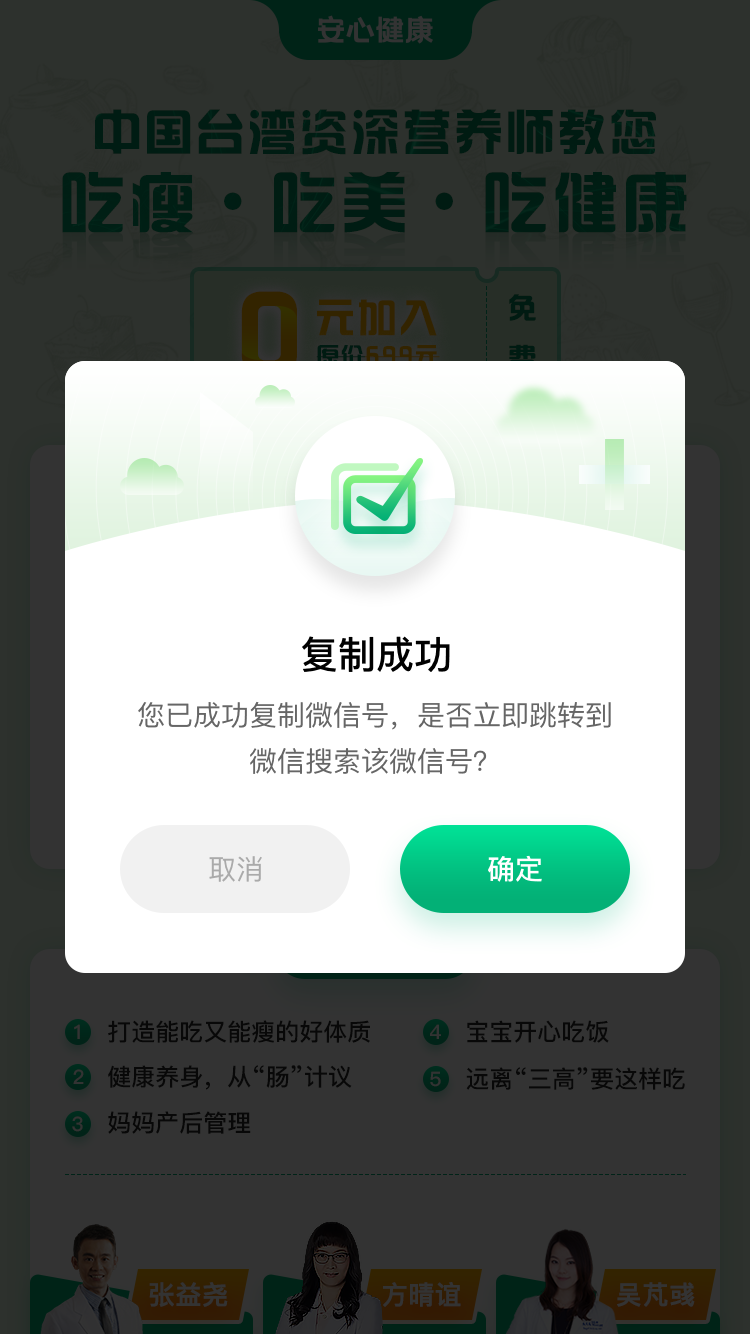 安心健康
中国台湾资深营养师教您
吃瘦·吃美·吃健康
0元加入
原价699元
免费
复制成功
您已成功复制微信号，是否立即跳转到
微信搜索该微信号？
取消
确定
1 打造能吃又能瘦的好体质
2 健康养身，从“肠”计议
3 妈妈产后管理
4 宝宝开心吃饭
5 远离“三高”要这样吃
张益尧
方晴谊
吴芃彧